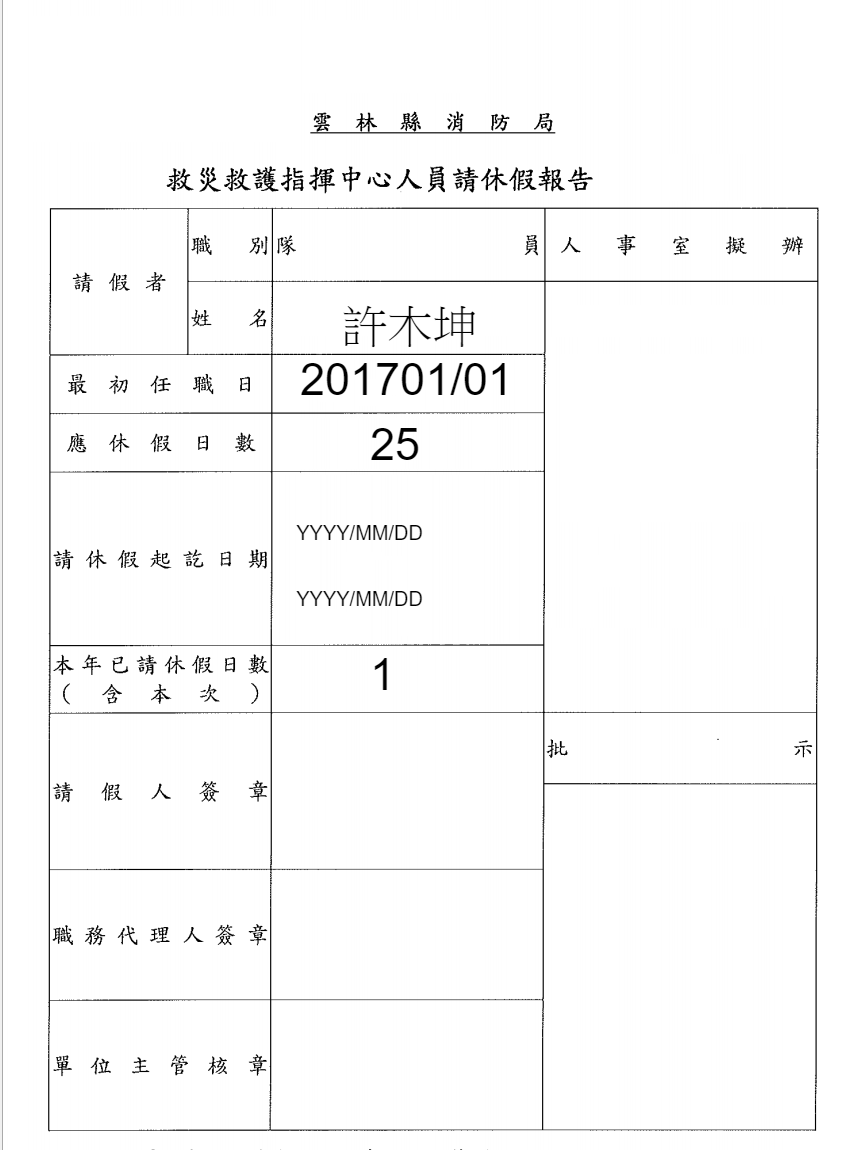 雲林縣消防局
救災救護指揮中心人員請休假報告
請假者
職別
隊員
人事室擬辦
姓名
許木坤
最初任職日
201701/01
應休假日數
25
請休假起訖日期
YYYY/MM/DD
YYYY/MM/DD
本年已請休假日數
(含本次)
1
批示
請假人簽章
職務代理人簽章
單位主管核章